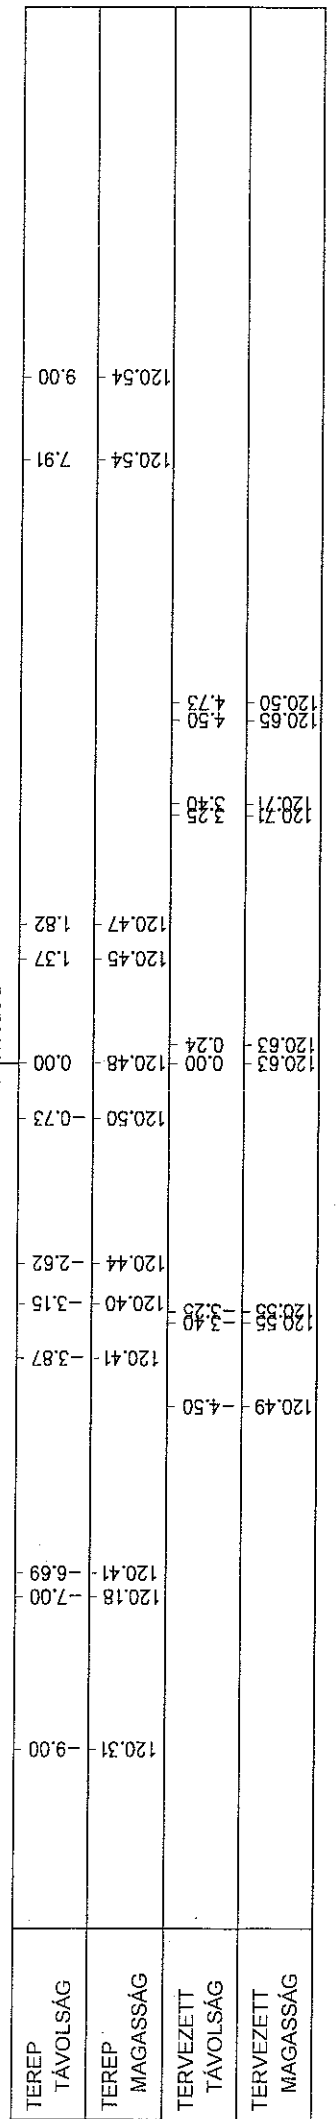 TEREP
TÁVOLSÁG
-9.00 -7.00 -6.69 -3.87 -3.15 -2.62 -0.73 0.00 1.37 1.82 7.91 9.00
TEREP
MAGASSÁG
120.31 120.18 120.41 120.41 120.40 120.44 120.50 120.48 120.45 120.47 120.54 120.54
TERVEZETT
TÁVOLSÁG
-4.50 -3.40 -3.25 0.00 0.24 3.25 3.40 4.50 4.73
TERVEZETT
MAGASSÁG
120.49 120.55 120.55 120.63 120.63 120.71 120.71 120.65 120.50